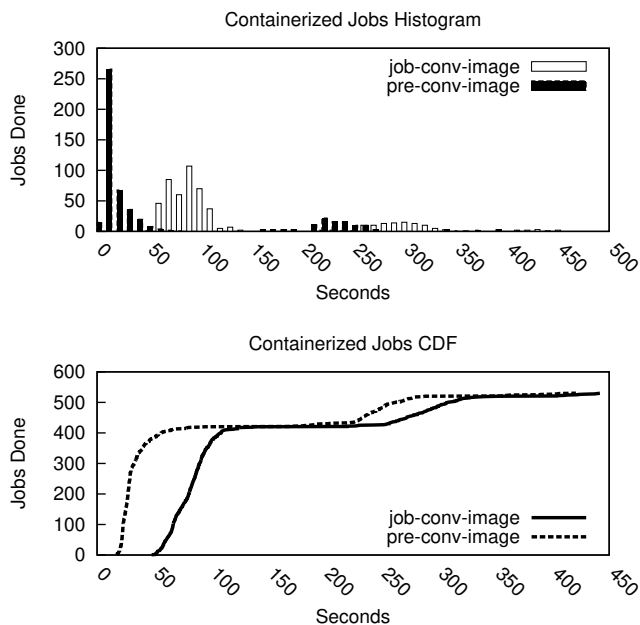 Containerized Jobs Histogram
300
250
200
150
100
50
0
Jobs Done
job-conv-image
pre-conv-image
0 50 100 150 200 250 300 350 400 450 500
Seconds
Containerized Jobs CDF
600
500
400
300
200
100
0
Jobs Done
job-conv-image
pre-conv-image
0 50 100 150 200 250 300 350 400 450
Seconds